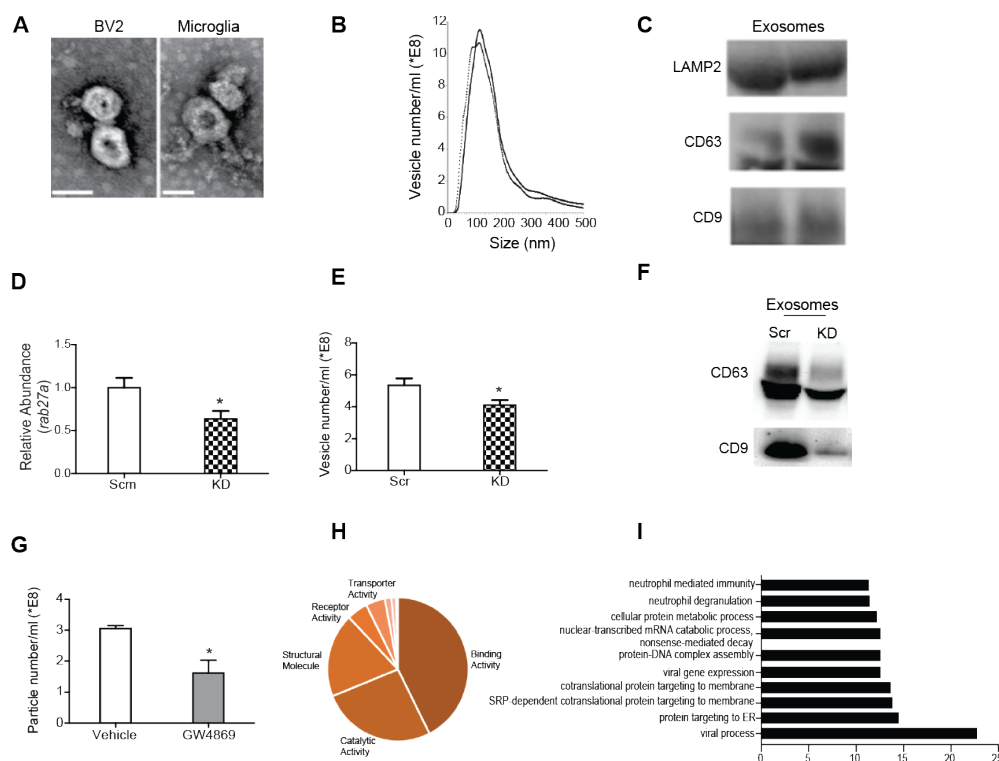 A
BV2
Microglia
B
Vesicle number/ml (*E8)
12
10
8
6
4
2
0
0
100
200
300
400
500
Size (nm)
C
Exosomes
LAMP2
CD63
CD9
D
Relative Abundance
(rab27a)
1.5
1.0
0.5
0.0
*
Scrn
KD
E
Vesicle number/ml (*E8)
8
6
4
2
0
*
Scr
KD
F
Exosomes
Scr
KD
CD63
CD9
G
Particle number/ml (*E8)
4
3
2
1
0
*
Vehicle
GW4869
H
Transporter
Activity
Receptor
Activity
Structural
Molecule
Binding
Activity
Catalytic
Activity
I
neutrophil mediated immunity
neutrophil degranulation
cellular protein metabolic process
nuclear-transcribed mRNA catabolic process,
nonsense-mediated decay
protein-DNA complex assembly
viral gene expression
cotranslational protein targeting to membrane
SRP-dependent cotranslational protein targeting to membrane
protein targeting to ER
viral process
0
5
10
15
20
25